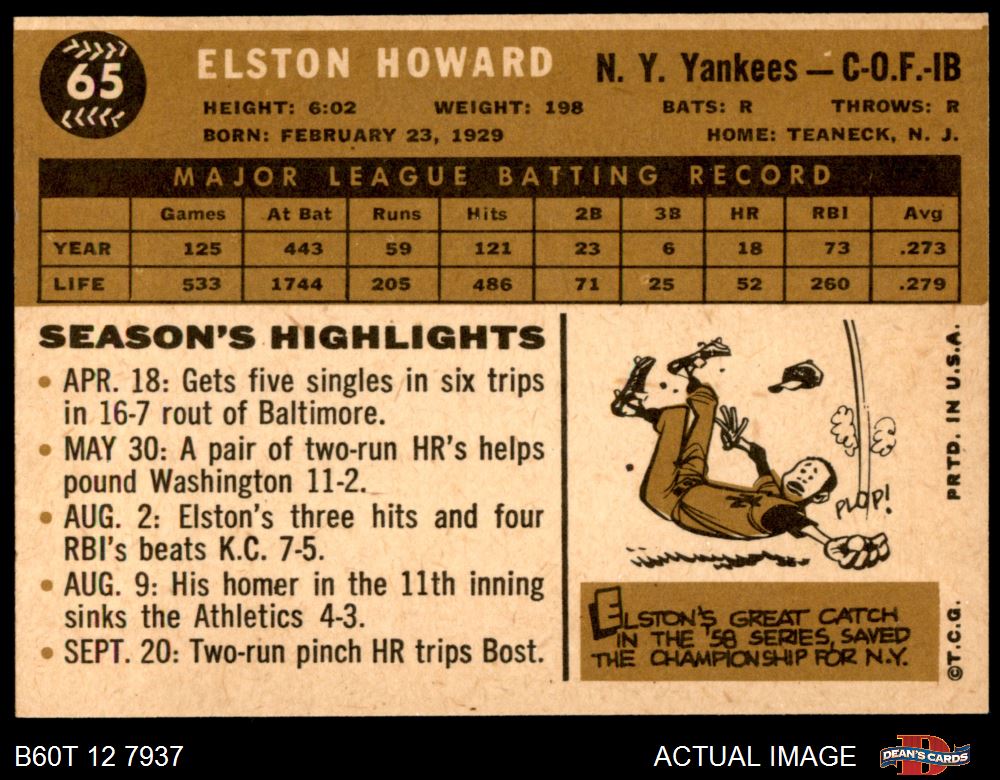 65
ELSTON HOWARD
N. Y. Yankees — C-O.F.-1B
HEIGHT: 6:02 WEIGHT: 198 BATS: R THROWS: R
BORN: FEBRUARY 23, 1929 HOME: TEANECK, N. J.
MAJOR LEAGUE BATTING RECORD
Games At Bat Runs Hits 2B 3B HR RBI Avg
YEAR 125 443 59 121 23 6 18 73 .273
LIFE 533 1744 205 486 71 25 52 260 .279
SEASON'S HIGHLIGHTS
• APR. 18: Gets five singles in six trips
in 16-7 rout of Baltimore.
• MAY 30: A pair of two-run HR's helps
pound Washington 11-2.
• AUG. 2: Elston's three hits and four
RBI's beats K.C. 7-5.
• AUG. 9: His homer in the 11th inning
sinks the Athletics 4-3.
• SEPT. 20: Two-run pinch HR trips Bost.
PLOP!
ELSTON'S GREAT CATCH
IN THE '58 SERIES, SAVED
THE CHAMPIONSHIP FOR N.Y.
©T.C.G. PRTD. IN U.S.A.
B60T 12 7937
ACTUAL IMAGE
DEAN'S CARDS